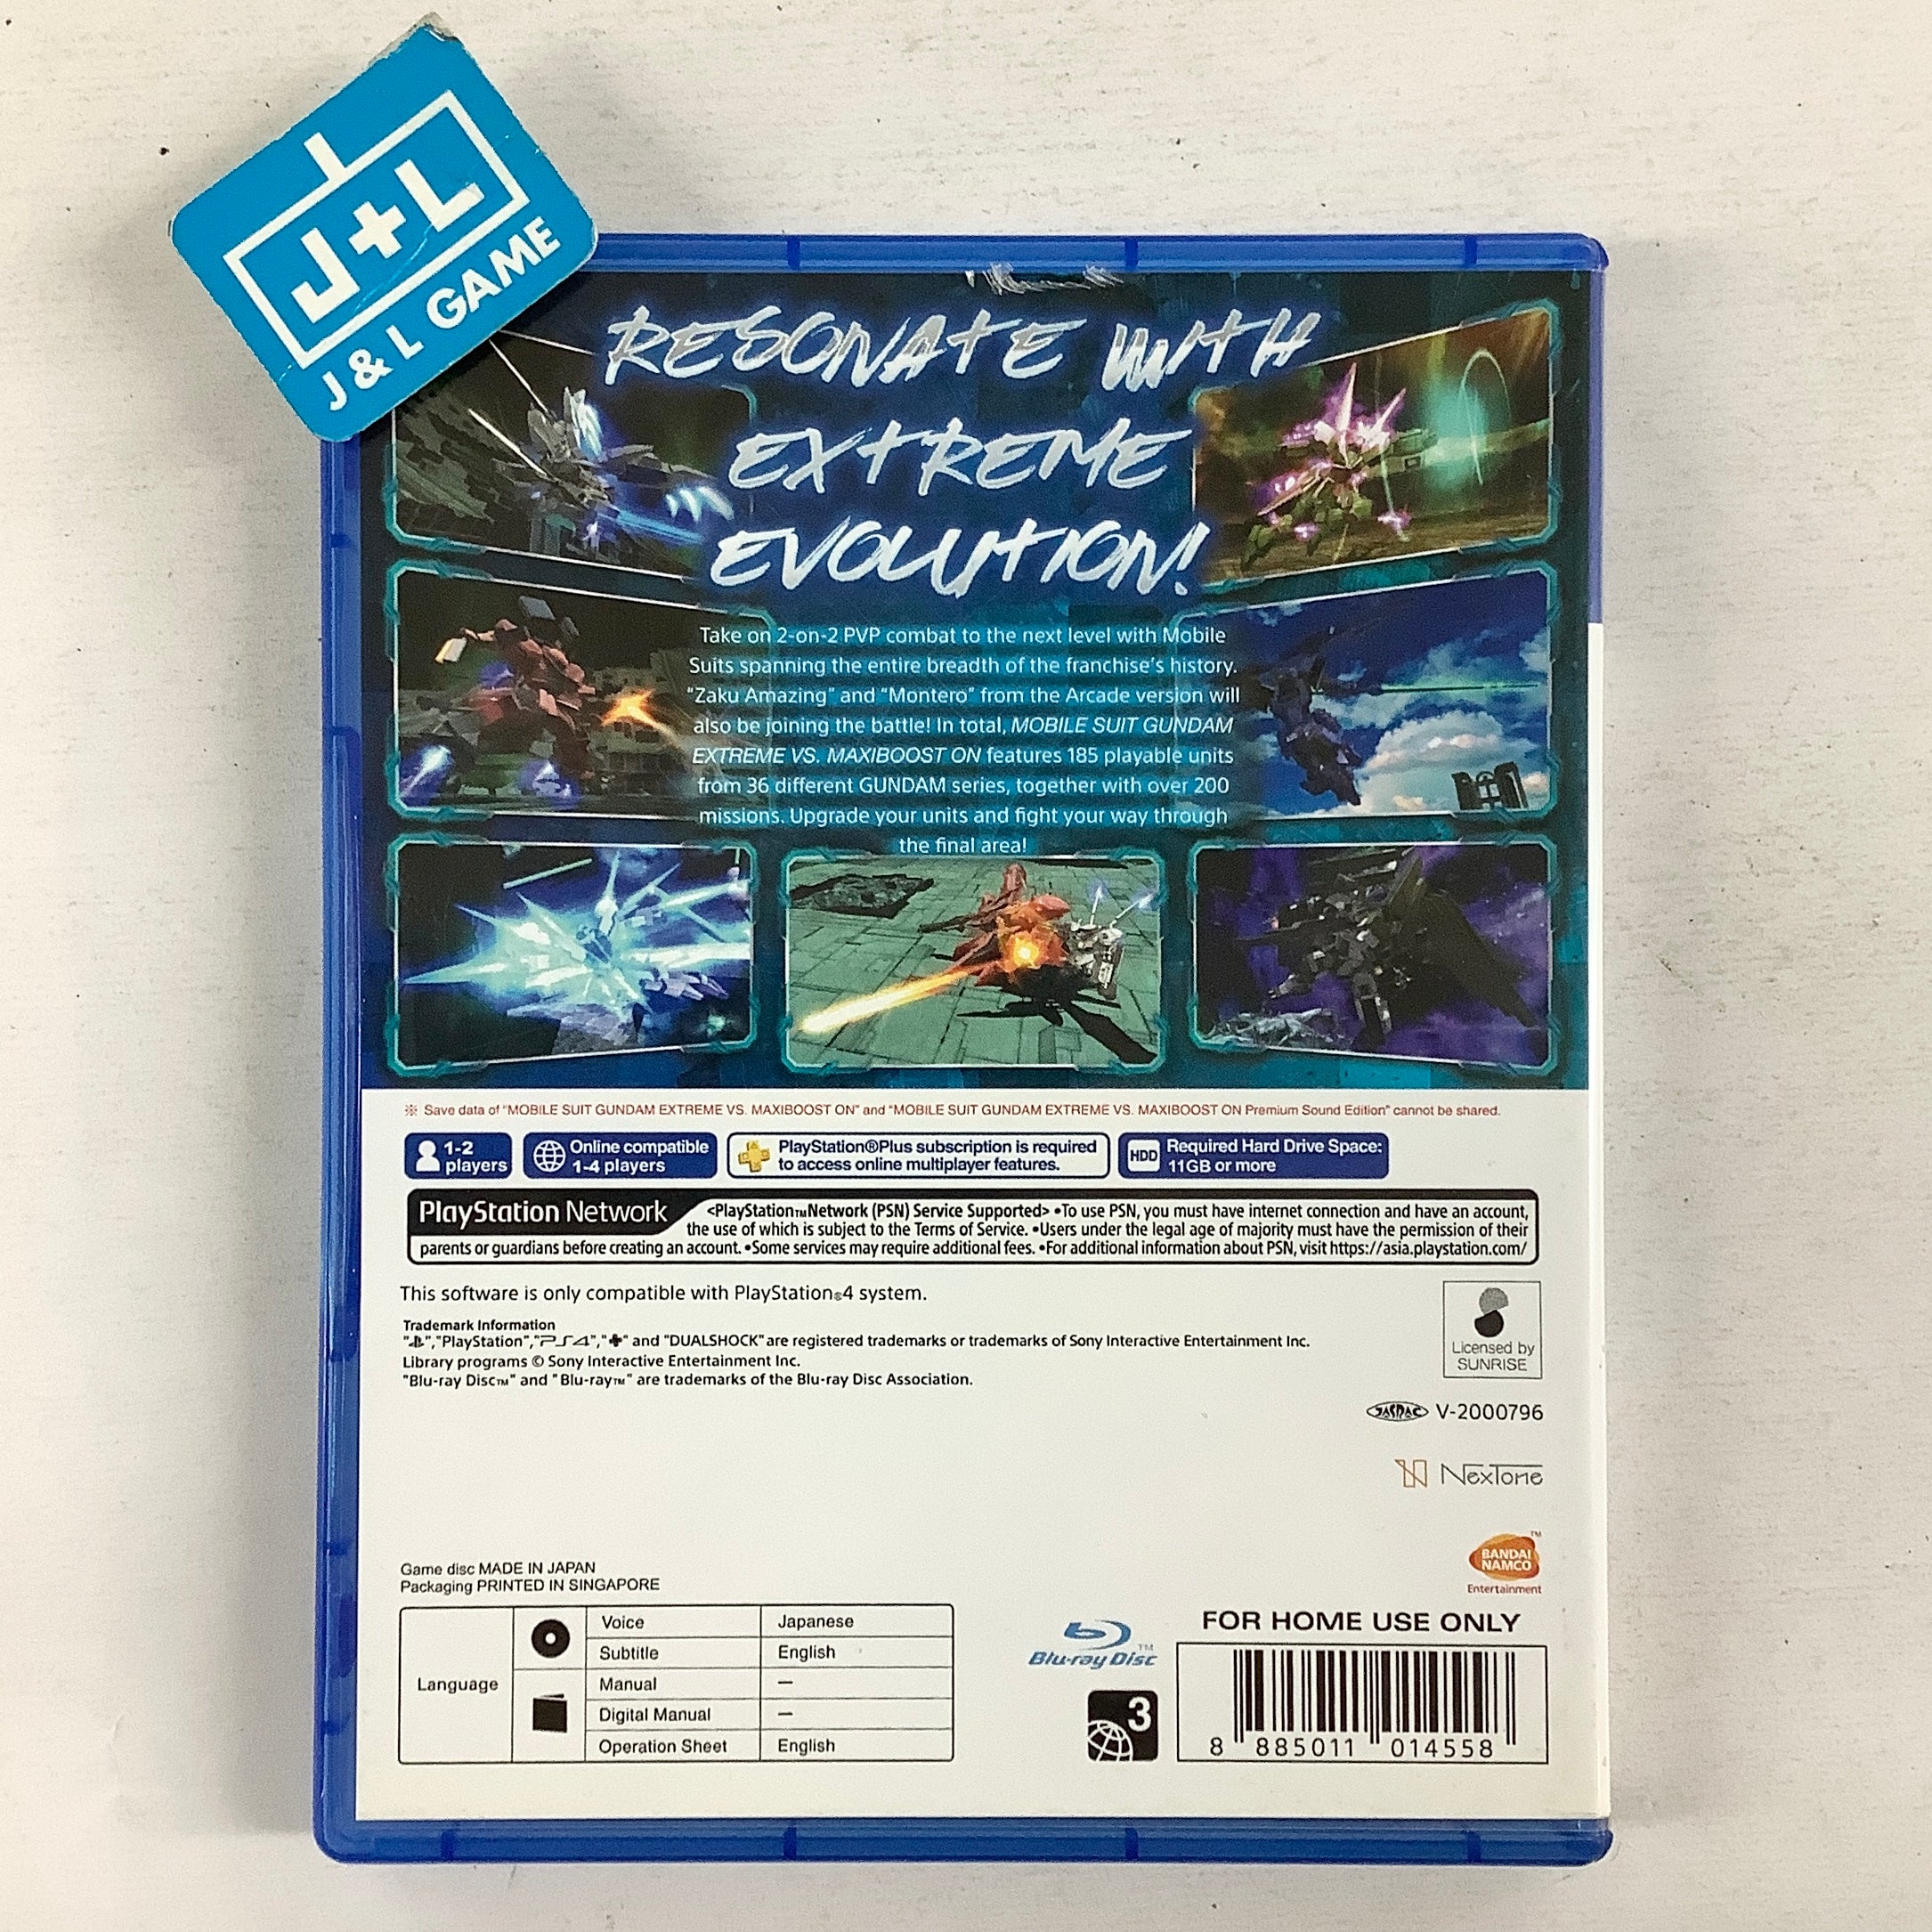 J+L
J & L GAME
RESONATE WITH
EXTREME
EVOLUTION!
Take on 2-on-2 PVP combat to the next level with Mobile
Suits spanning the entire breadth of the franchise's history.
"Zaku Amazing" and "Montero" from the Arcade version will
also be joining the battle! In total, MOBILE SUIT GUNDAM
EXTREME VS. MAXIBOOST ON features 185 playable units
from 36 different GUNDAM series, together with over 200
missions. Upgrade your units and fight your way through
the final area!
※ Save data of "MOBILE SUIT GUNDAM EXTREME VS. MAXIBOOST ON" and "MOBILE SUIT GUNDAM EXTREME VS. MAXIBOOST ON Premium Sound Edition" cannot be shared.
1-2
players
Online compatible
1-4 players
PlayStation®Plus subscription is required
to access online multiplayer features.
HDD
Required Hard Drive Space:
11GB or more
PlayStation Network
<PlayStation™Network (PSN) Service Supported> •To use PSN, you must have internet connection and have an account,
the use of which is subject to the Terms of Service. •Users under the legal age of majority must have the permission of their
parents or guardians before creating an account. •Some services may require additional fees. •For additional information about PSN, visit https://asia.playstation.com/
This software is only compatible with PlayStation®4 system.
Licensed by
SUNRISE
Trademark Information
"","PlayStation","PS4","" and "DUALSHOCK" are registered trademarks or trademarks of Sony Interactive Entertainment Inc.
Library programs © Sony Interactive Entertainment Inc.
"Blu-ray Disc™" and "Blu-ray™" are trademarks of the Blu-ray Disc Association.
JASRAC V-2000796
NexTone
BANDAI
NAMCO
™
Entertainment
Game disc MADE IN JAPAN
Packaging PRINTED IN SINGAPORE
Language
Voice Japanese
Subtitle English
Manual —
Digital Manual —
Operation Sheet English
Blu-ray Disc™
3
FOR HOME USE ONLY
8 885011 014558